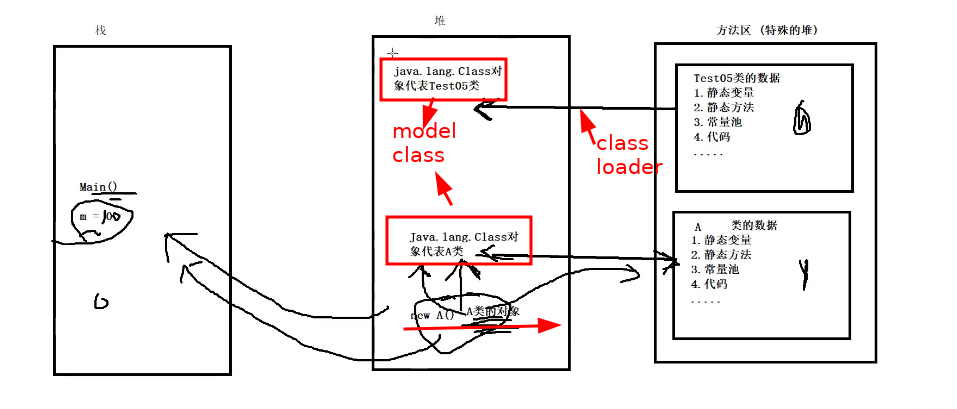 栈
堆
方法区 (特殊的堆)
java.lang.Class对
象代表Test05类
model
class
class
loader
Test05类的数据
1. 静态变量
2. 静态方法
3. 常量池
4. 代码
.....
Main()
m = 100
Java.lang.Class对
象代表A类
new A()
A类的对象
A 类的数据
1. 静态变量
2. 静态方法
3. 常量池
4. 代码
.....